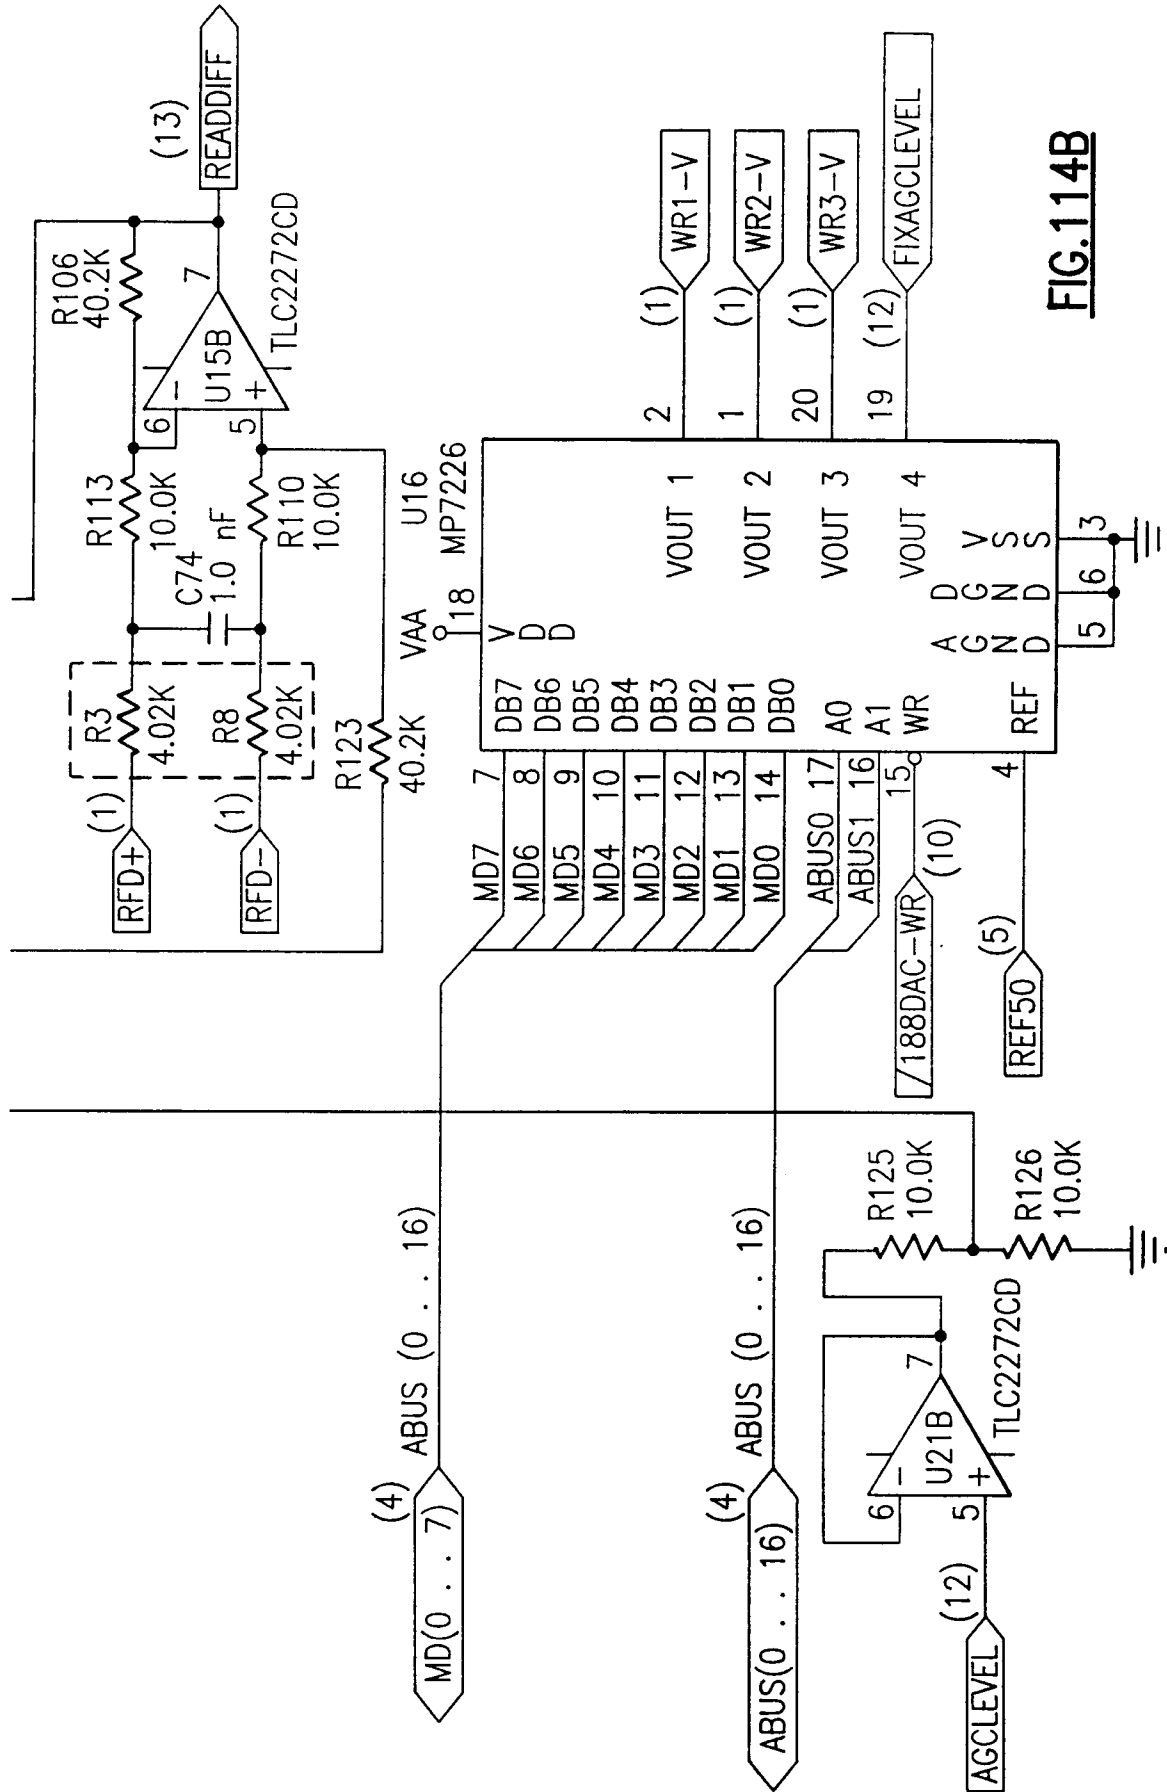 (13)
READDIFF
R106
40.2K
7
TLC2272CD
U15B
6
−
5
+
R113
10.0K
C74
1.0 nF
R110
10.0K
R3
4.02K
R8
4.02K
(1)
RFD+
(1)
RFD-
R123
40.2K
U16
MP7226
VAA
18
VDD
MD7 7 DB7
MD6 8 DB6
MD5 9 DB5
MD4 10 DB4
MD3 11 DB3
MD2 12 DB2
MD1 13 DB1
MD0 14 DB0
ABUS0 17 A0
ABUS1 16 A1
15 WR
/188DAC-WR (10)
4 REF
REF50 (5)
VOUT 1 2 (1) WR1-V
VOUT 2 1 (1) WR2-V
VOUT 3 20 (1) WR3-V
VOUT 4 19 (12) FIXAGCLEVEL
AGND 5
DGND 6
VSS 3
(4) ABUS (0 . . 16)
MD(0 . . 7)
(4) ABUS (0 . . 16)
ABUS(0 . . 16)
R125
10.0K
R126
10.0K
TLC2272CD
U21B
7
6
−
5
+
(12)
AGCLEVEL
FIG.114B